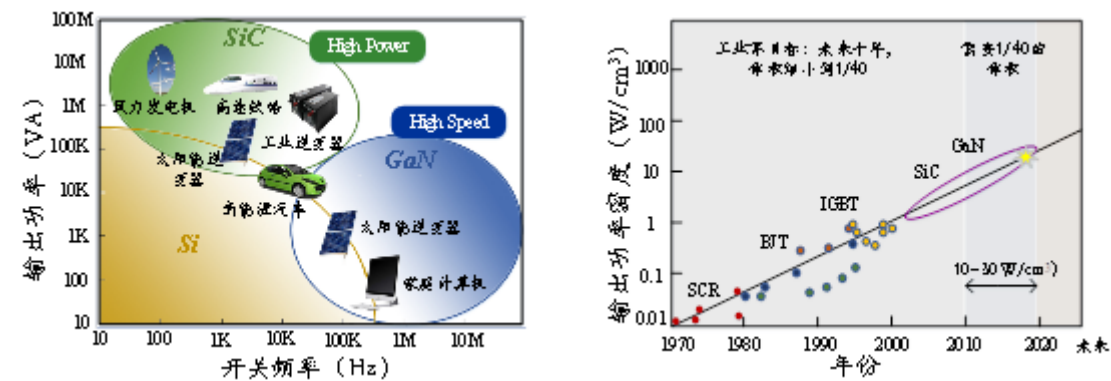 100M
10M
1M
100K
10K
1K
100
10
输出功率（VA）
SiC
High Power
风力发电机
高速铁路
工业逆变器
太阳能逆
变器
High Speed
GaN
新能源汽车
Si
太阳能逆变器
家庭计算机
10
100
1K
10K
100K
1M
10M
开关频率（Hz）
输出功率密度（W/cm³）
1000
100
10
1
0.1
0.01
工业界目标：未来十年，
体积缩小到1/40
需要1/40的
体积
GaN
SiC
IGBT
BJT
SCR
10-30 W/cm³)
1970
1980
1990
2000
2010
2020
未来
年份